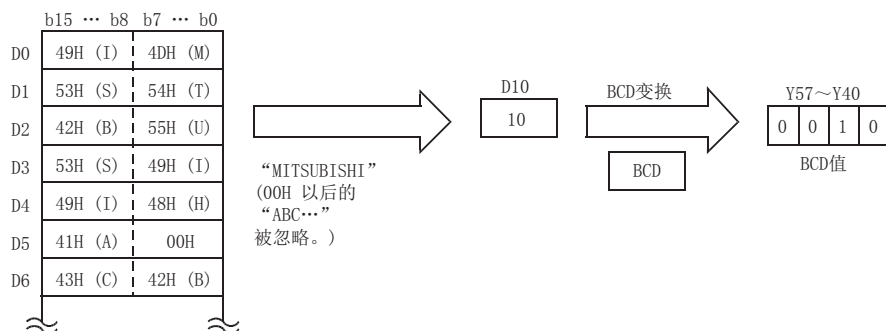 b15 … b8 b7 … b0
D0 49H (I) 4DH (M)
D1 53H (S) 54H (T)
D2 42H (B) 55H (U)
D3 53H (S) 49H (I)
D4 49H (I) 48H (H)
D5 41H (A) 00H
D6 43H (C) 42H (B)
“MITSUBISHI”
(00H 以后的
“ABC…”
被忽略。)
D10
10
BCD变换
BCD
Y57～Y40
0 0 1 0
BCD值